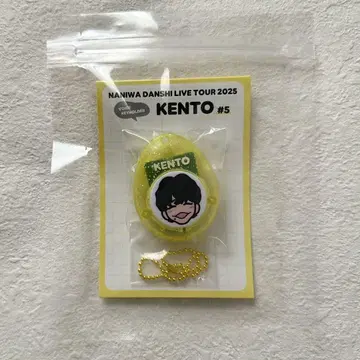 NANIWA DANSHI LIVE TOUR 2025
KENTO #5
KENTO